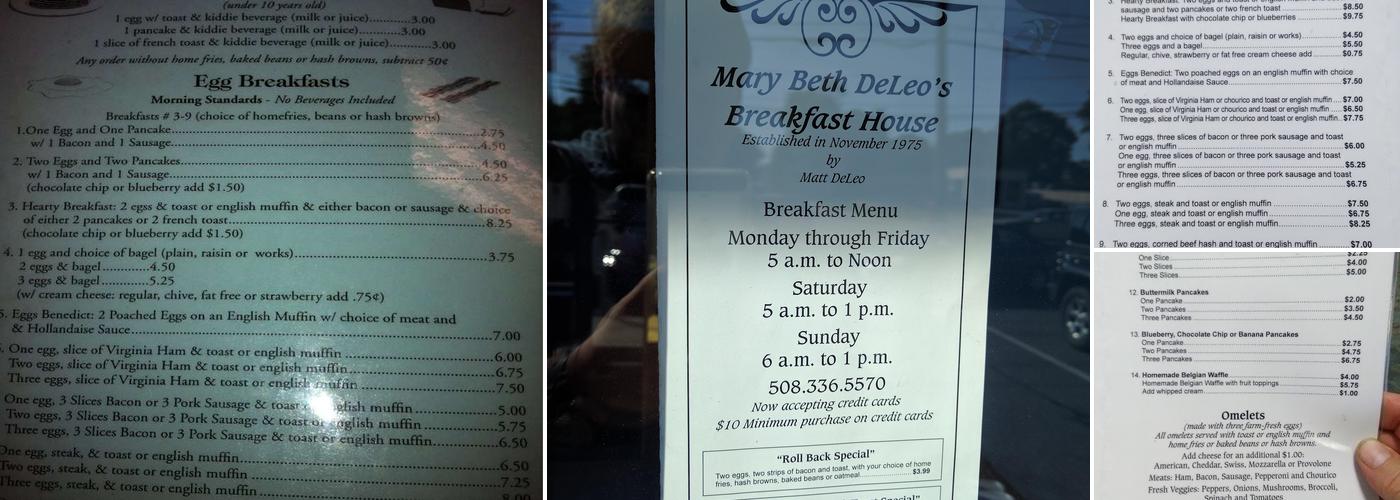 (under 10 years old)
1 egg w/ toast & kiddie beverage (milk or juice)............3.00
1 pancake & kiddie beverage (milk or juice)............3.00
1 slice of french toast & kiddie beverage (milk or juice)............3.00
Any order without home fries, baked beans or hash browns, subtract 50¢
Egg Breakfasts
Morning Standards - No Beverages Included
Breakfasts # 3-9 (choice of homefries, beans or hash browns)
1.One Egg and One Pancake............2.75
w/ 1 Bacon and 1 Sausage............4.50
2. Two Eggs and Two Pancakes............4.50
w/ 1 Bacon and 1 Sausage............6.25
(chocolate chip or blueberry add $1.50)
3. Hearty Breakfast: 2 egss & toast or english muffin & either bacon or sausage & choice
of either 2 pancakes or 2 french toast............8.25
(chocolate chip or blueberry add $1.50)
4. 1 egg and choice of bagel (plain, raisin or works)............3.75
2 eggs & bagel............4.50
3 eggs & bagel............5.25
(w/ cream cheese: regular, chive, fat free or strawberry add .75¢)
5. Eggs Benedict: 2 Poached Eggs on an English Muffin w/ choice of meat and
& Hollandaise Sauce............7.00
One egg, slice of Virginia Ham & toast or english muffin............6.00
Two eggs, slice of Virginia Ham & toast or english muffin............6.75
Three eggs, slice of Virginia Ham & toast or english muffin............7.50
One egg, 3 Slices Bacon or 3 Pork Sausage & toast or english muffin............5.00
Two eggs, 3 Slices Bacon or 3 Pork Sausage & toast or english muffin............5.75
Three eggs, 3 Slices Bacon or 3 Pork Sausage & toast or english muffin............6.50
One egg, steak, & toast or english muffin............6.50
Two eggs, steak, & toast or english muffin............7.25
Three eggs, steak, & toast or english muffin
Mary Beth DeLeo's
Breakfast House
Established in November 1975
by
Matt DeLeo
Breakfast Menu
Monday through Friday
5 a.m. to Noon
Saturday
5 a.m. to 1 p.m.
Sunday
6 a.m. to 1 p.m.
508.336.5570
Now accepting credit cards
$10 Minimum purchase on credit cards
"Roll Back Special"
Two eggs, two strips of bacon and toast, with your choice of home
fries, hash browns, baked beans or oatmeal............$3.99
sausage and two pancakes or two french toast............$8.50
Hearty Breakfast with chocolate chip or blueberries............$9.75
4. Two eggs and choice of bagel (plain, raisin or works)............$4.50
Three eggs and a bagel............$5.50
Regular, chive, strawberry or fat free cream cheese add............$0.75
5. Eggs Benedict: Two poached eggs on an english muffin with choice
of meat and Hollandaise Sauce............$7.50
6. Two eggs, slice of Virginia Ham or chourico and toast or english muffin............$7.00
One egg, slice of Virginia Ham or chourico and toast or english muffin............$6.50
Three eggs, slice of Virginia Ham or chourico and toast or english muffin............$7.75
7. Two eggs, three slices of bacon or three pork sausage and toast
or english muffin............$6.00
One egg, three slices of bacon or three pork sausage and toast
or english muffin............$5.25
Three eggs, three slices of bacon or three pork sausage and toast
or english muffin............$6.75
8. Two eggs, steak and toast or english muffin............$7.50
One egg, steak and toast or english muffin............$6.75
Three eggs, steak and toast or english muffin............$8.25
9. Two eggs, corned beef hash and toast or english muffin............$7.00
One Slice............$2.25
Two Slices............$4.00
Three Slices............$5.00
12. Buttermilk Pancakes
One Pancake............$2.00
Two Pancakes............$3.50
Three Pancakes............$4.50
13. Blueberry, Chocolate Chip or Banana Pancakes
One Pancake............$2.75
Two Pancakes............$4.75
Three Pancakes............$6.75
14. Homemade Belgian Waffle............$4.00
Homemade Belgian Waffle with fruit toppings............$5.75
Add whipped cream............$1.00
Omelets
(made with three farm-fresh eggs)
All omelets served with toast or english muffin and
home fries or baked beans or hash browns.
Add cheese for an additional $1.00:
American, Cheddar, Swiss, Mozzarella or Provolone
Meats: Ham, Bacon, Sausage, Pepperoni and Chourico
Fresh Veggies: Peppers, Onions, Mushrooms, Broccoli,
Spinach and Tomatoes